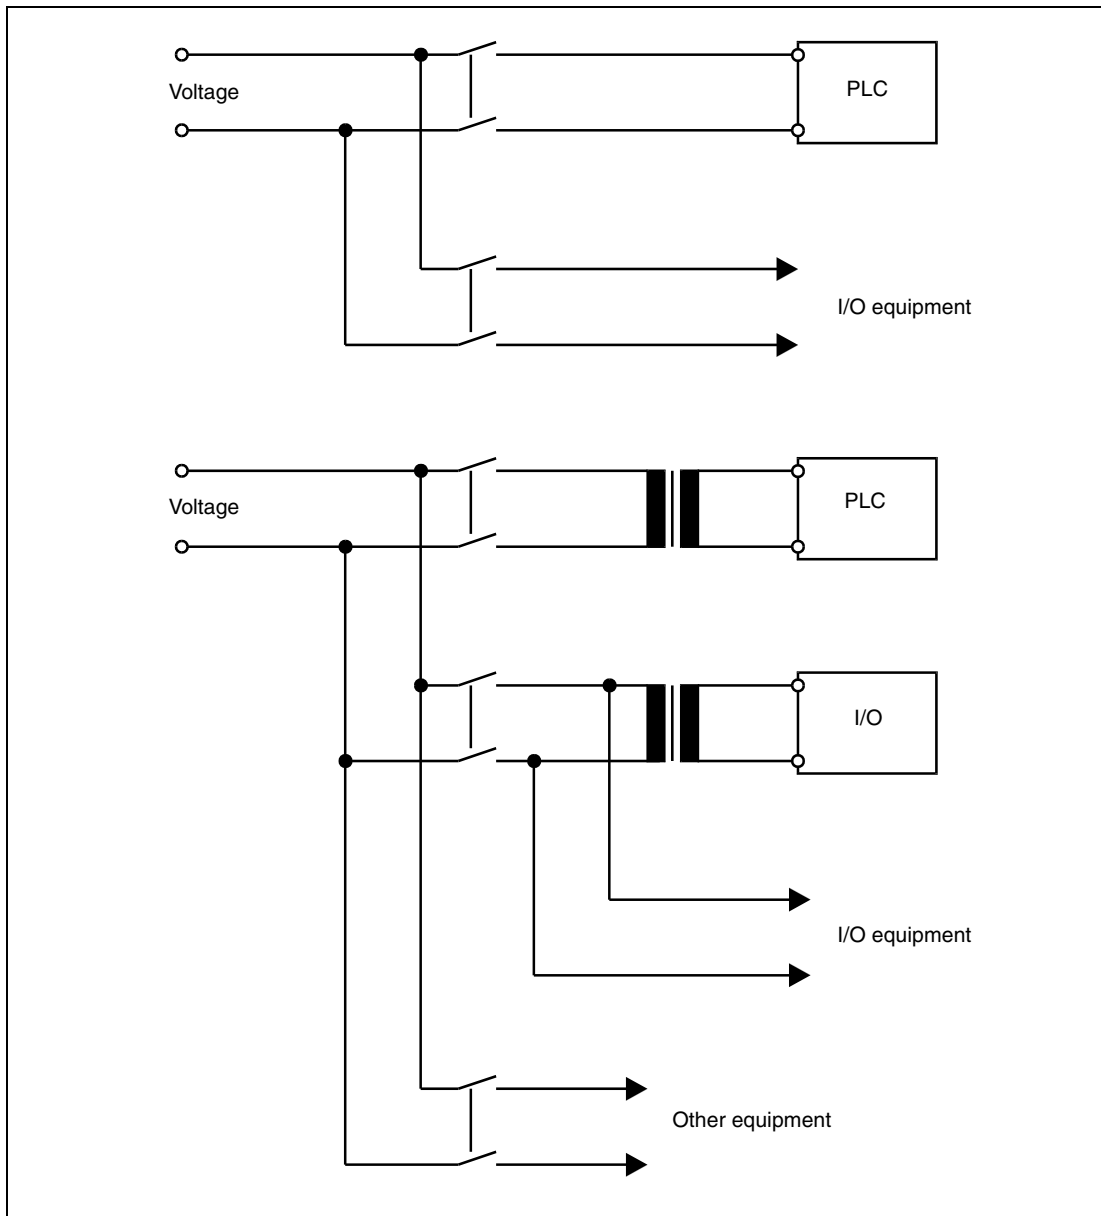 PLC
Voltage
I/O equipment
PLC
Voltage
I/O
I/O equipment
Other equipment